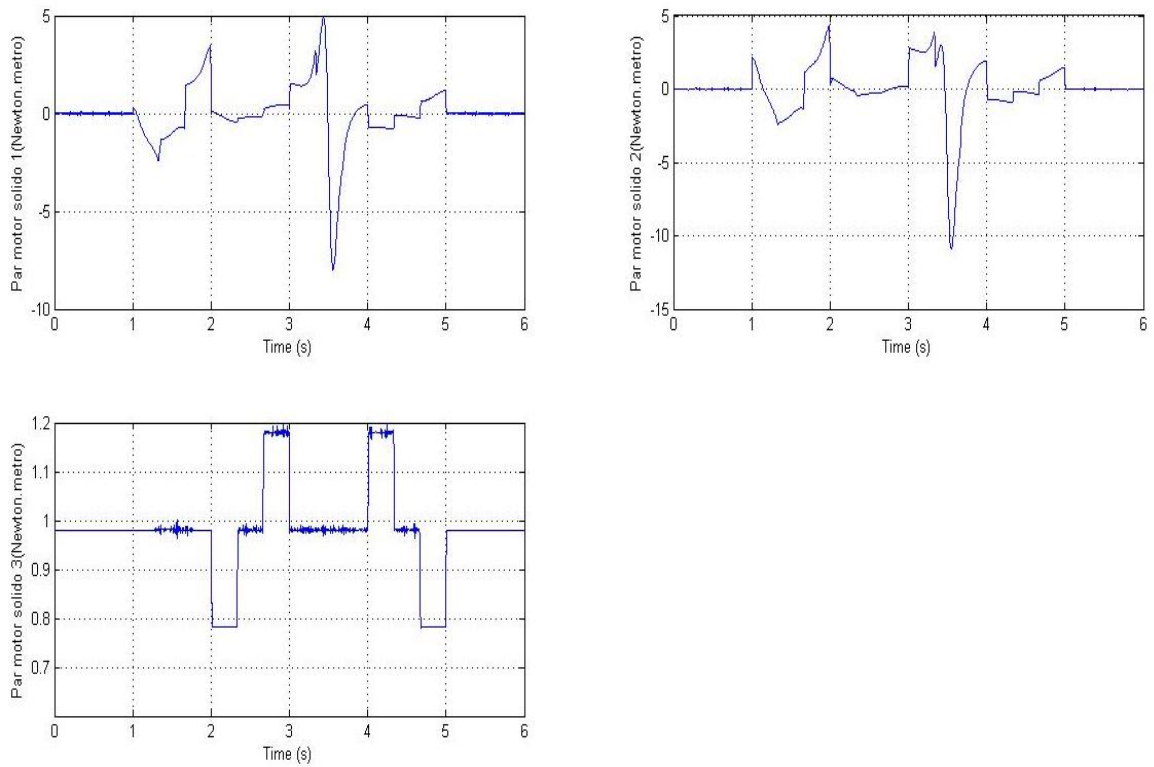 Par motor solido 1(Newton.metro)
5
0
-5
-10
0 1 2 3 4 5 6
Time (s)
Par motor solido 2(Newton.metro)
5
0
-5
-10
-15
0 1 2 3 4 5 6
Time (s)
Par motor solido 3(Newton.metro)
1.2
1.1
1
0.9
0.8
0.7
0 1 2 3 4 5 6
Time (s)